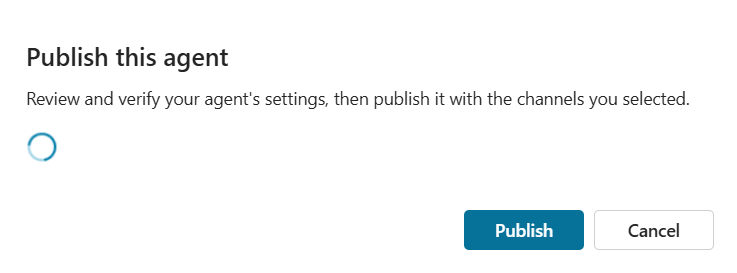 Publish this agent
Review and verify your agent's settings, then publish it with the channels you selected.
Publish
Cancel